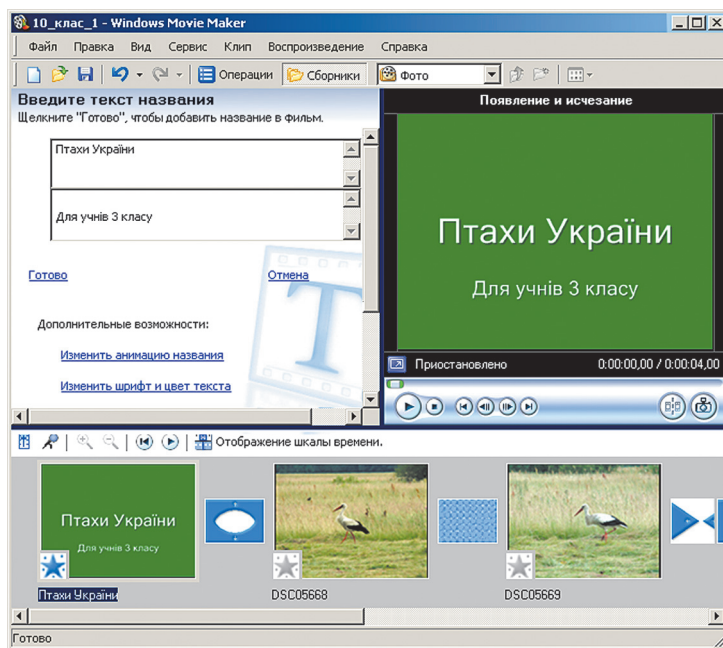 10_клас_1 - Windows Movie Maker
Файл Правка Вид Сервис Клип Воспроизведение Справка
Операции Сборники Фото
Введите текст названия
Щелкните "Готово", чтобы добавить название в фильм.
Птахи України
Для учнів 3 класу
Готово Отмена
Дополнительные возможности:
Изменить анимацию названия
Изменить шрифт и цвет текста
Появление и исчезание
Птахи України
Для учнів 3 класу
Приостановлено 0:00:00,00 / 0:00:04,00
Отображение шкалы времени.
Птахи України
Для учнів 3 класу
Птахи України DSC05668 DSC05669
Готово